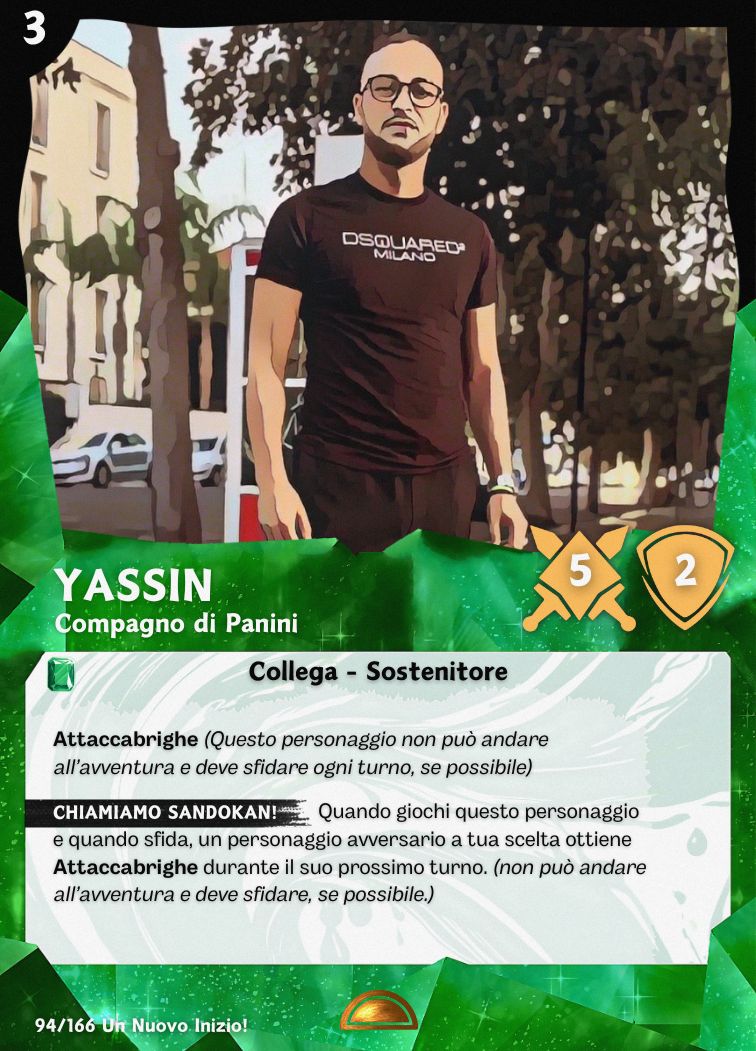 3
DSQUARED2
MILANO
5
2
YASSIN
Compagno di Panini
Collega - Sostenitore
Attaccabrighe (Questo personaggio non può andare
all'avventura e deve sfidare ogni turno, se possibile)
CHIAMIAMO SANDOKAN! Quando giochi questo personaggio
e quando sfida, un personaggio avversario a tua scelta ottiene
Attaccabrighe durante il suo prossimo turno. (non può andare
all'avventura e deve sfidare, se possibile.)
94/166 Un Nuovo Inizio!